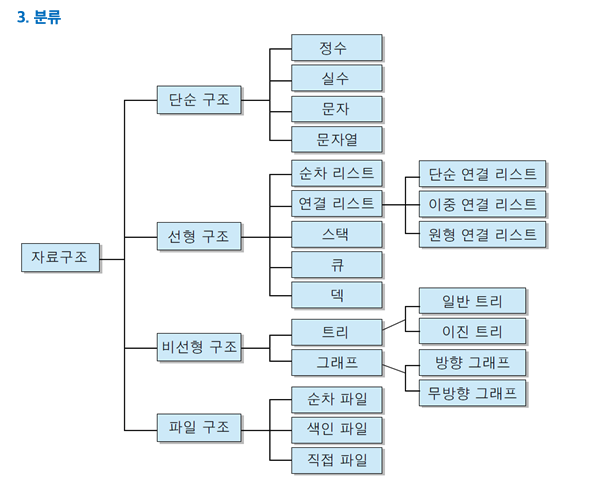 3. 분류
자료구조
단순 구조
정수
실수
문자
문자열
선형 구조
순차 리스트
연결 리스트
단순 연결 리스트
이중 연결 리스트
원형 연결 리스트
스택
큐
덱
비선형 구조
트리
일반 트리
이진 트리
그래프
방향 그래프
무방향 그래프
파일 구조
순차 파일
색인 파일
직접 파일